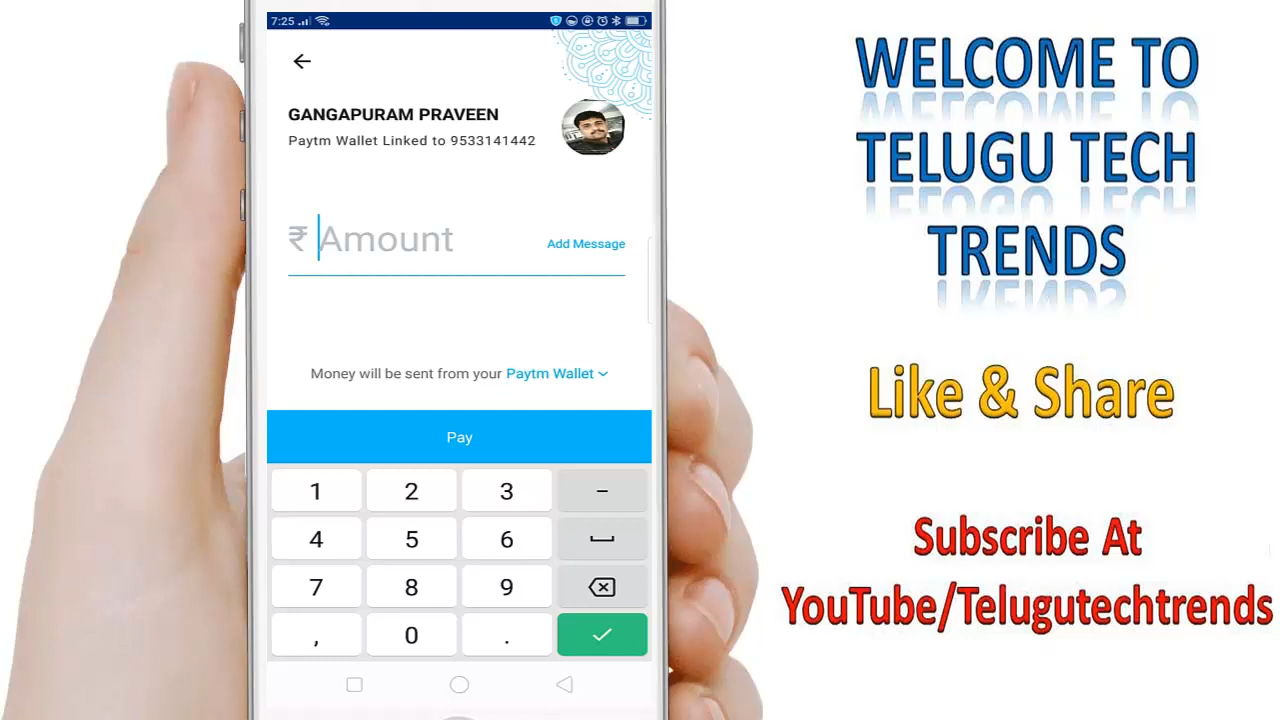 7:25
GANGAPURAM PRAVEEN
Paytm Wallet Linked to 9533141442
₹ Amount
Add Message
Money will be sent from your Paytm Wallet
Pay
1 2 3 -
4 5 6
7 8 9
, 0 .
WELCOME TO
TELUGU TECH
TRENDS
Like & Share
Subscribe At
YouTube/Telugutechtrends